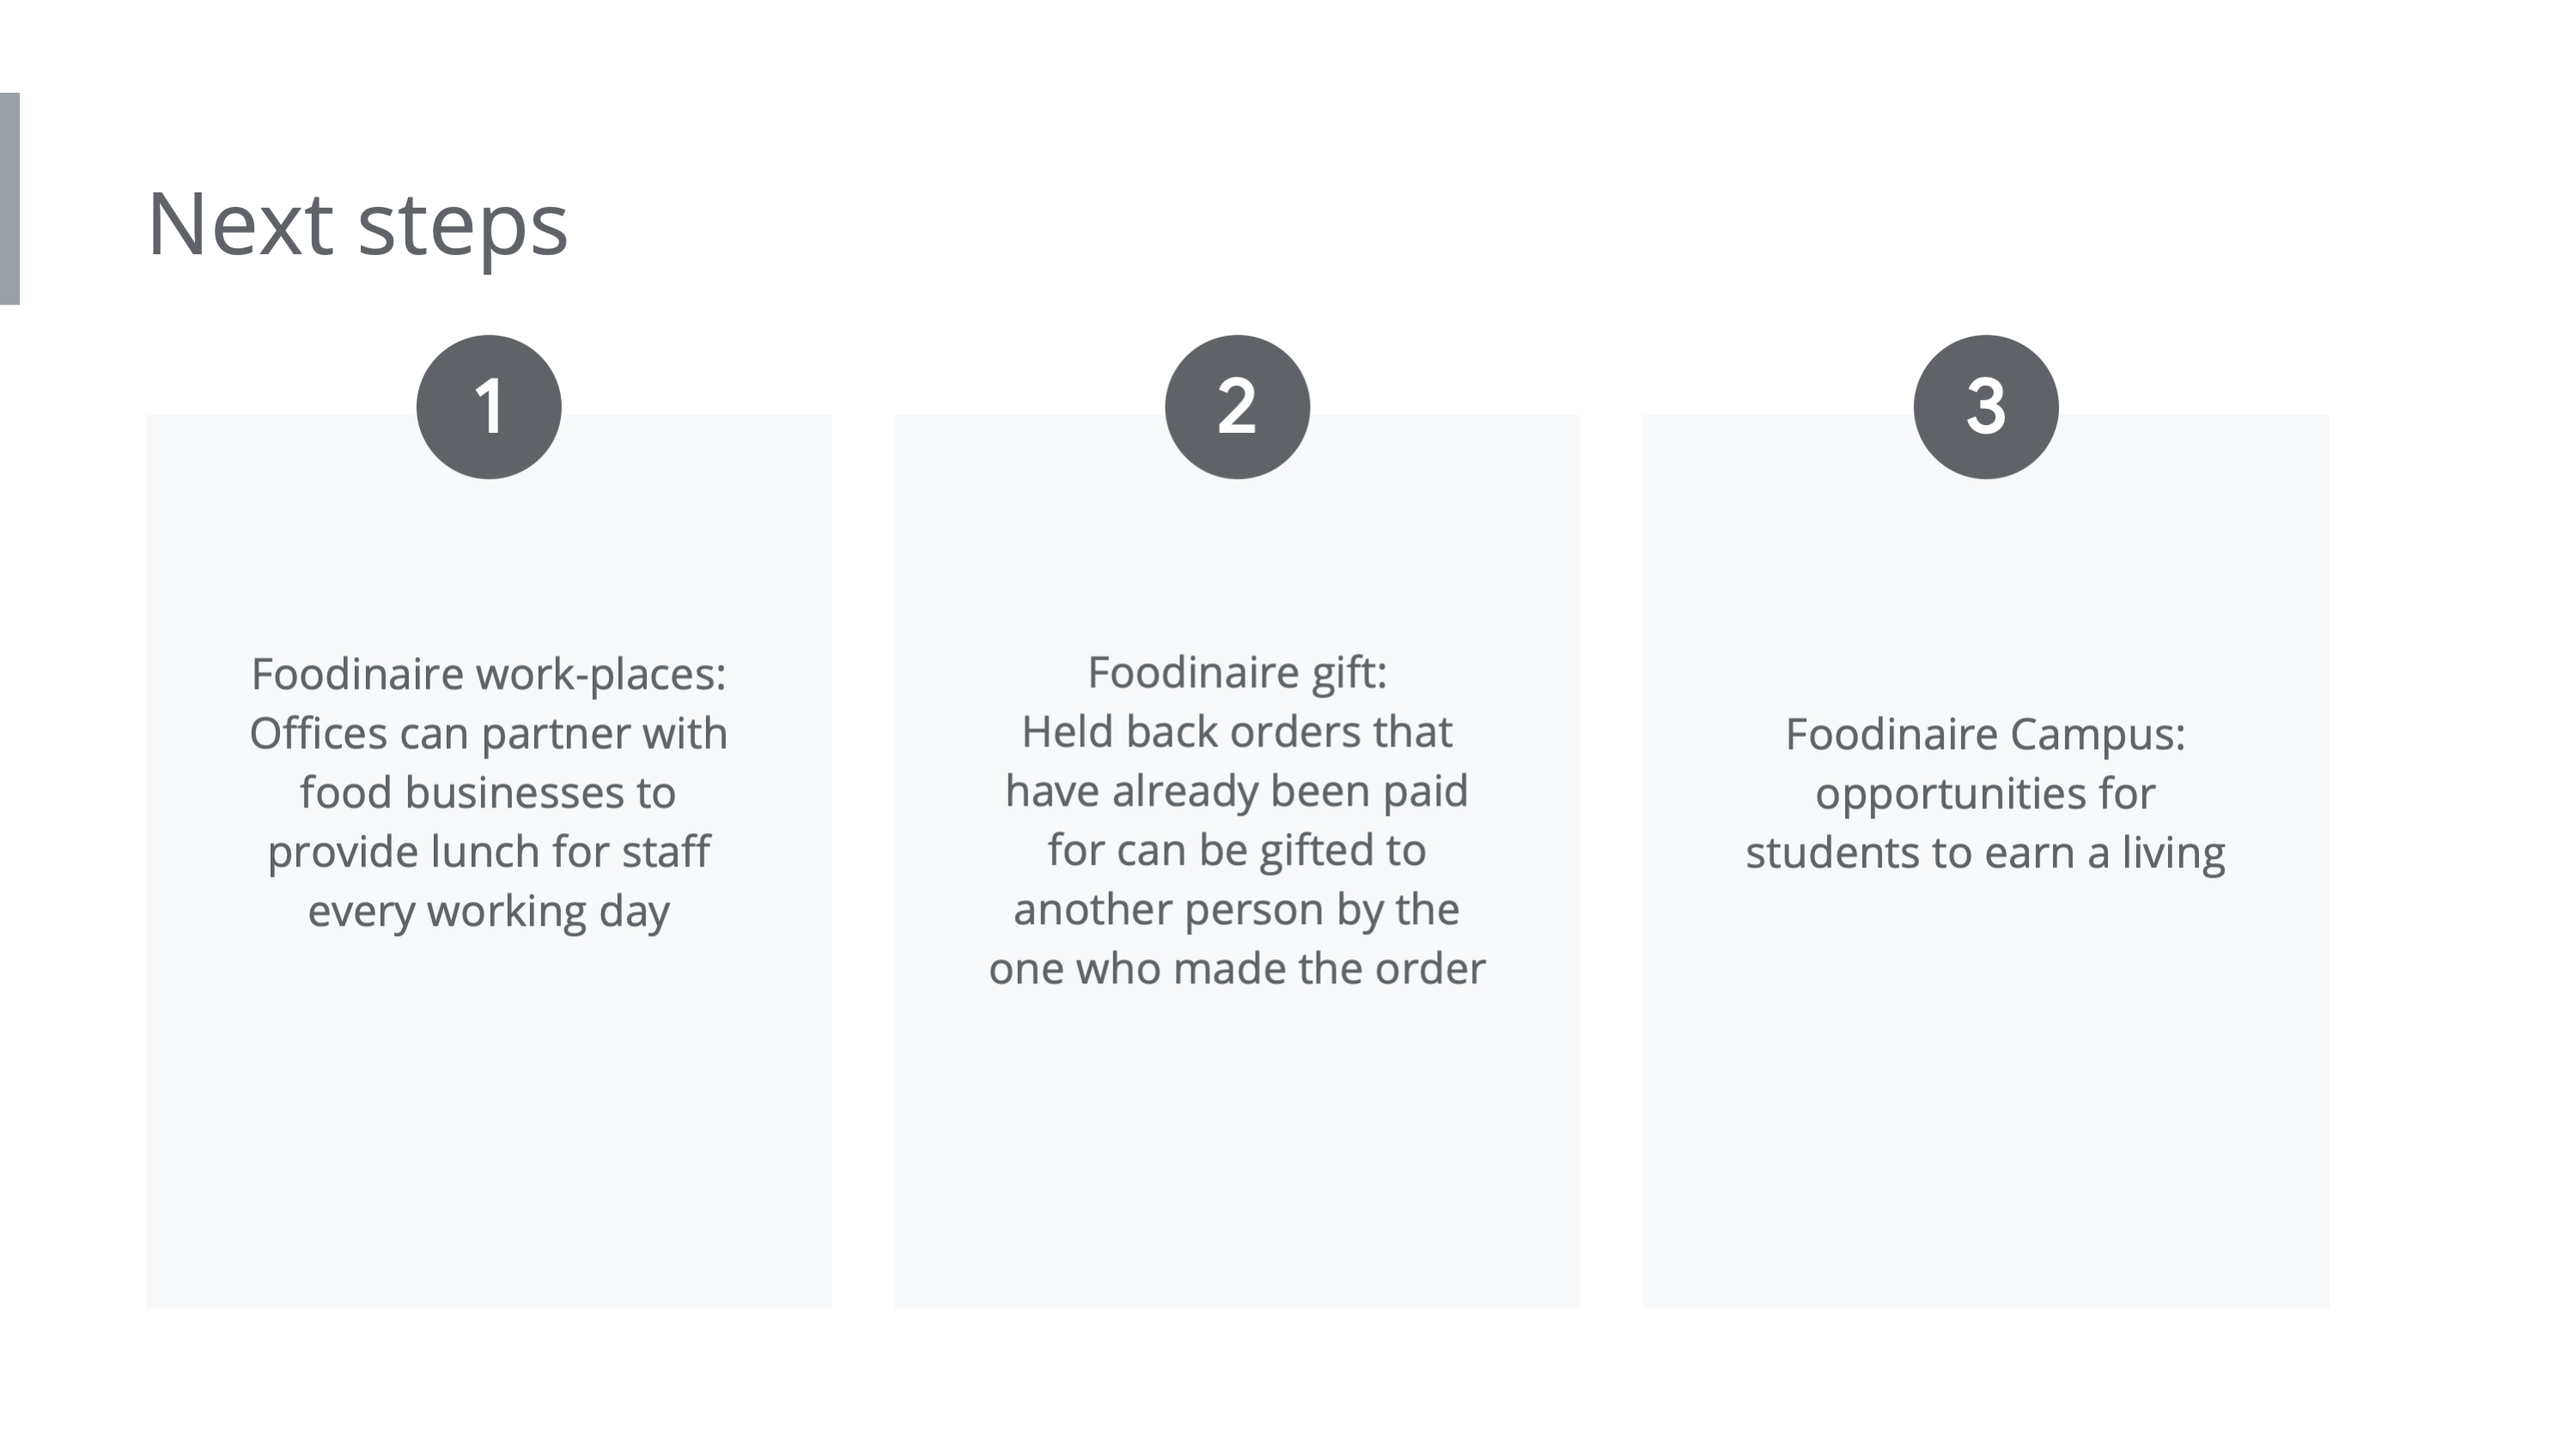 Next steps
1
Foodinaire work-places:
Offices can partner with
food businesses to
provide lunch for staff
every working day
2
Foodinaire gift:
Held back orders that
have already been paid
for can be gifted to
another person by the
one who made the order
3
Foodinaire Campus:
opportunities for
students to earn a living